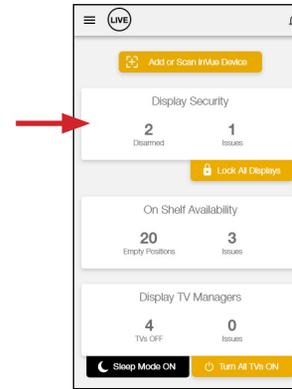 LIVE
Add or Scan InVue Device
Display Security
2 1
Disarmed Issues
Lock All Displays
On Shelf Availability
20 3
Empty Positions Issues
Display TV Managers
4 0
TVs OFF Issues
Sleep Mode ON Turn All TVs ON